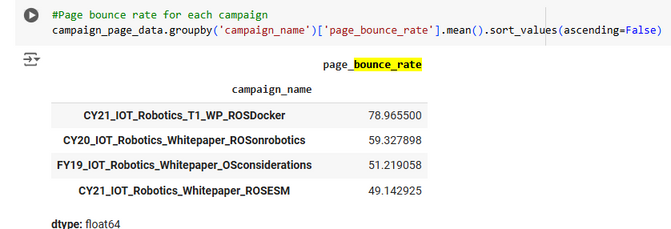 #Page bounce rate for each campaign
campaign_page_data.groupby('campaign_name')['page_bounce_rate'].mean().sort_values(ascending=False)
page_bounce_rate
campaign_name
CY21_IOT_Robotics_T1_WP_ROSDocker 78.965500
CY20_IOT_Robotics_Whitepaper_ROSonrobotics 59.327898
FY19_IOT_Robotics_Whitepaper_OSconsiderations 51.219058
CY21_IOT_Robotics_Whitepaper_ROSESM 49.142925
dtype: float64